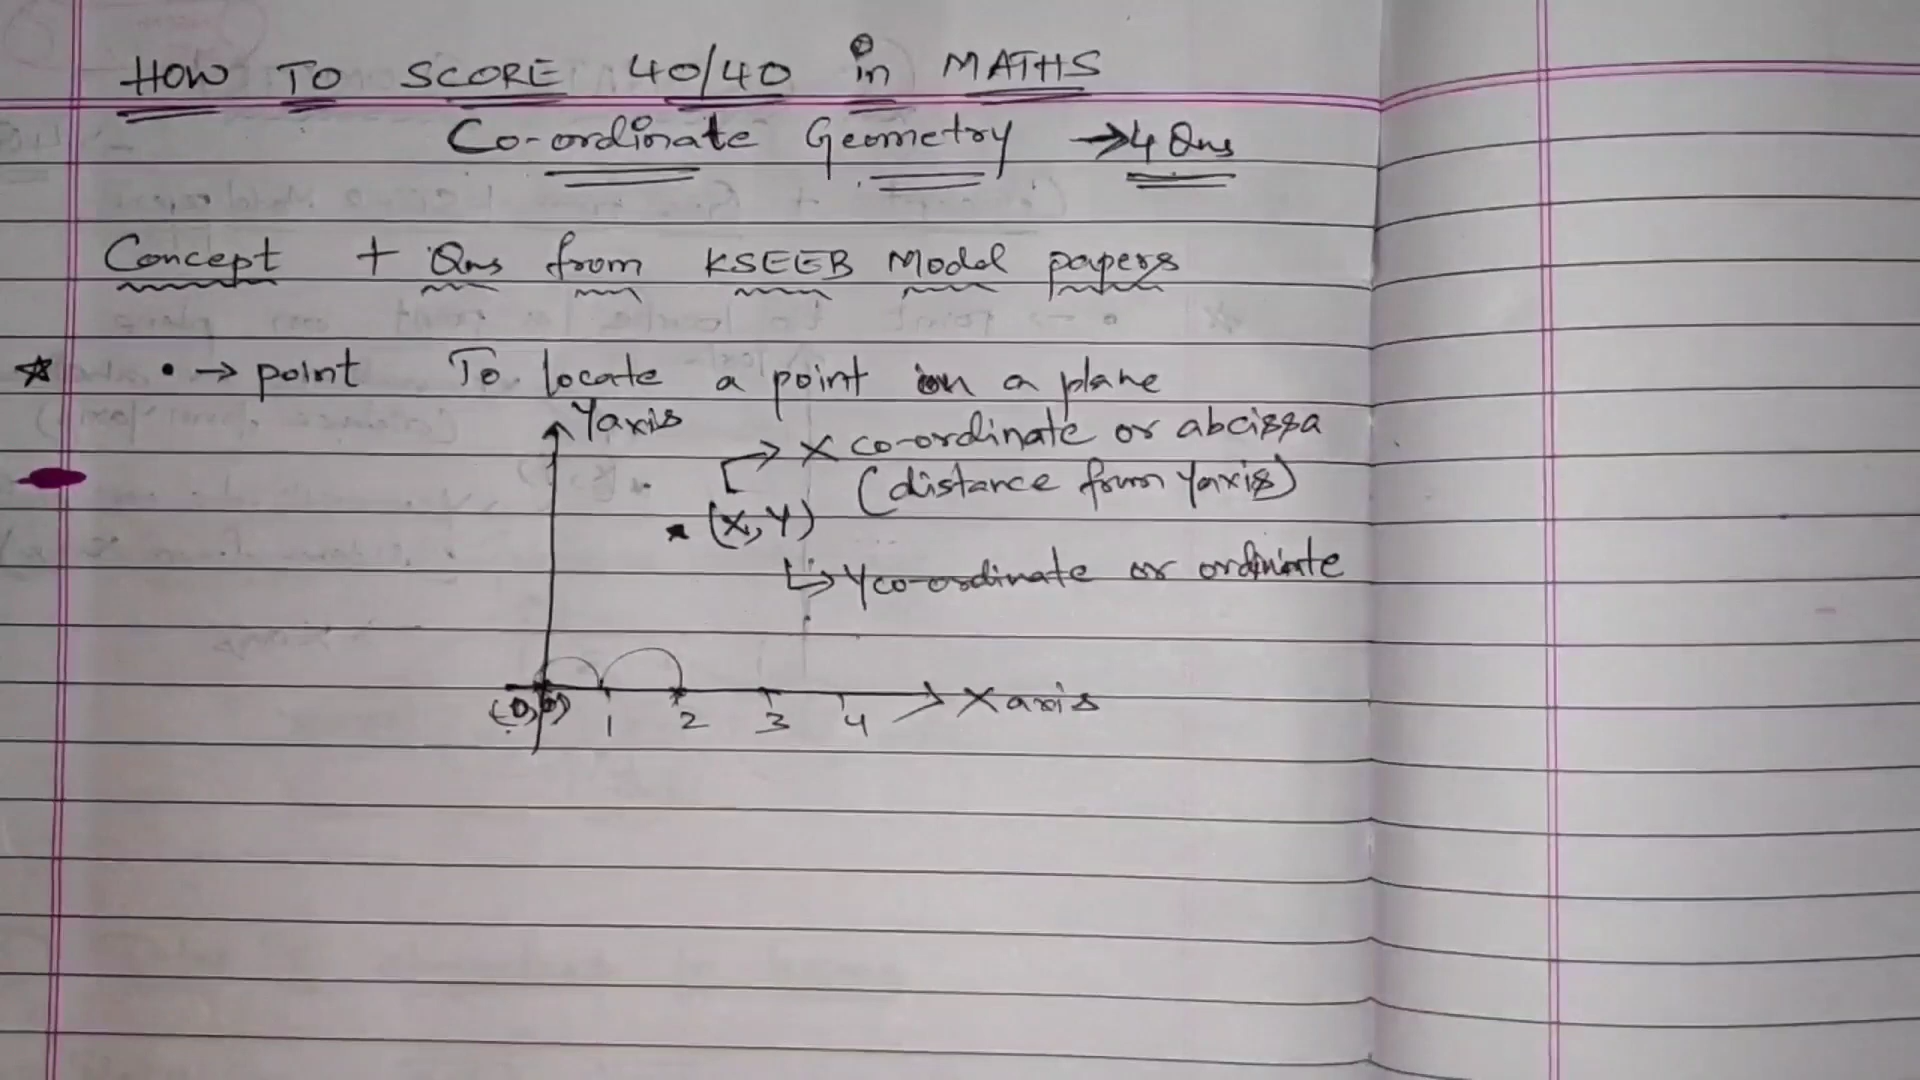 HOW TO SCORE 40/40 in MATHS
Co-ordinate Geometry → 4 Qns
Concept + Qns from KSEEB Model papers
• → point To locate a point on a plane
Y axis
X co-ordinate or abcissa
(distance from Y axis)
(X, Y)
Y co-ordinate or ordinate
(0,0) 1 2 3 4 X axis